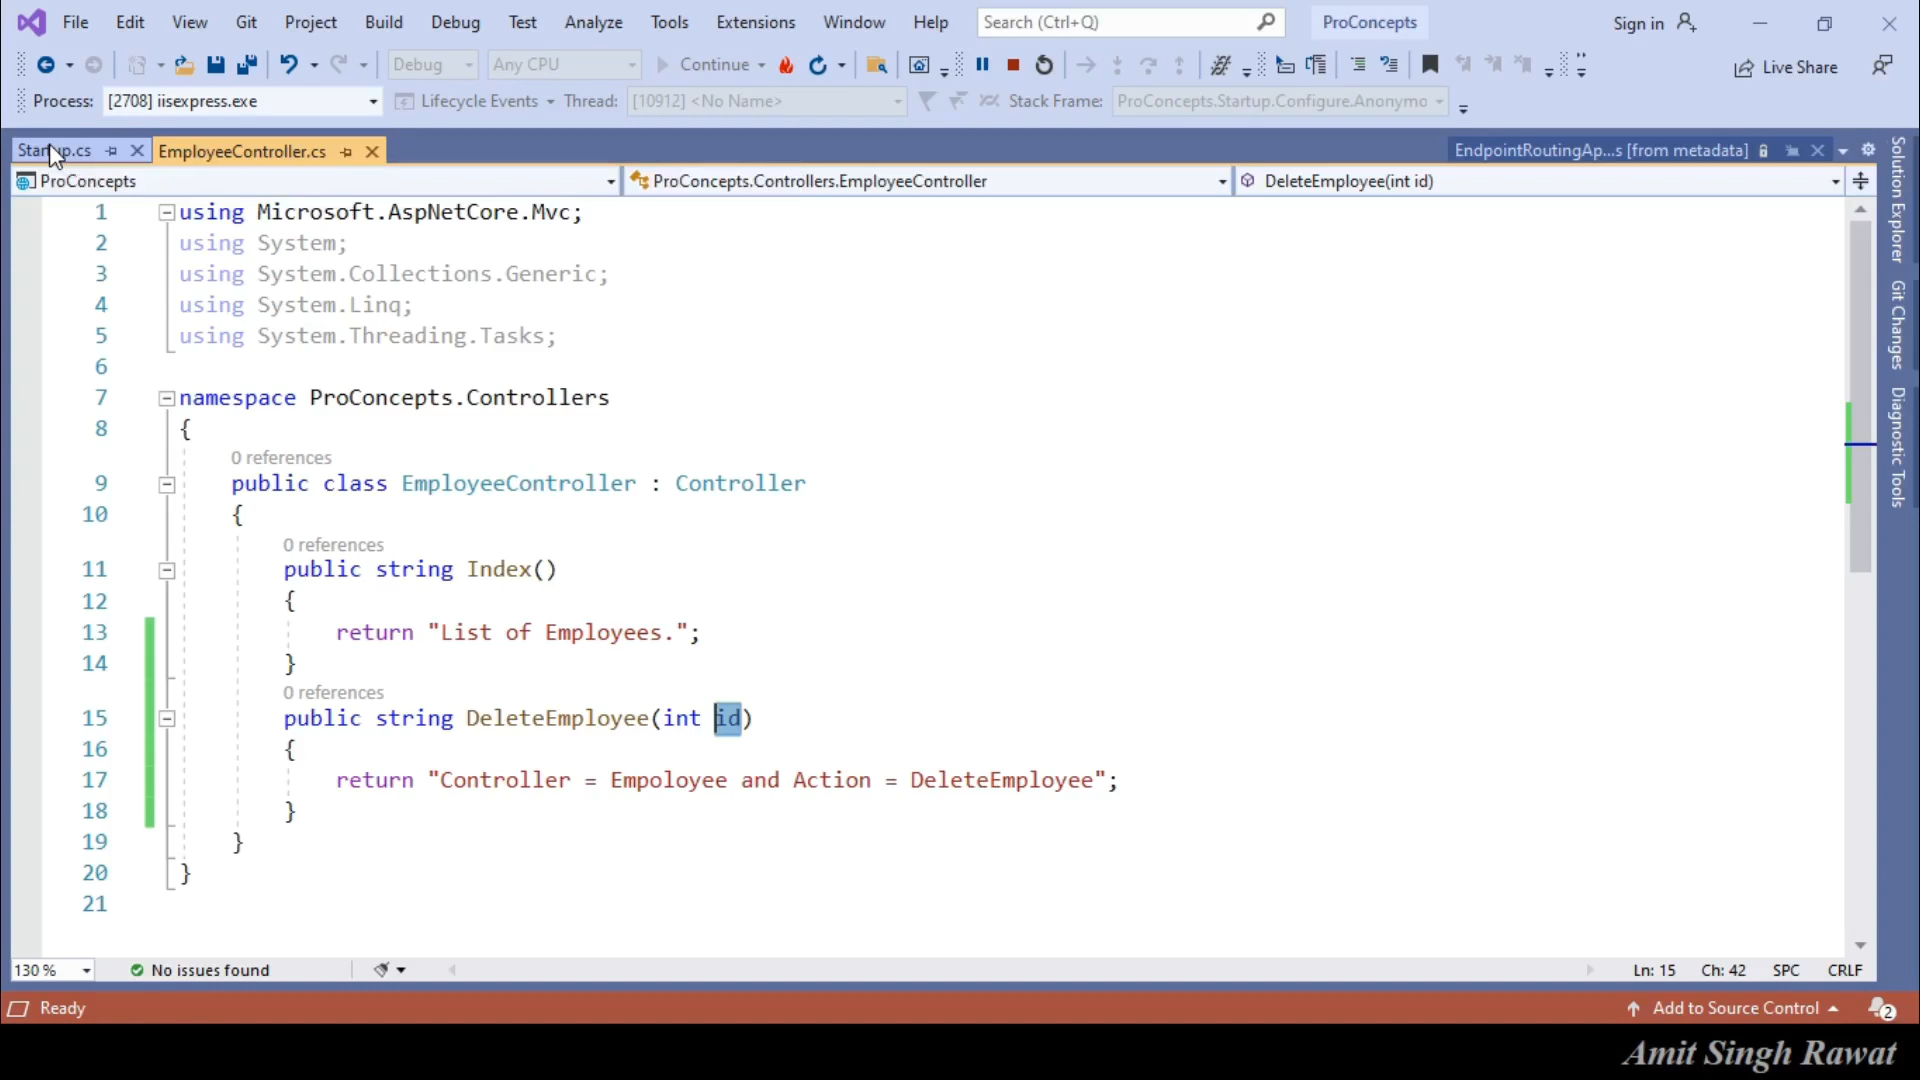 File Edit View Git Project Build Debug Test Analyze Tools Extensions Window Help Search (Ctrl+Q) ProConcepts Sign in
Debug Any CPU Continue Live Share
Process: [2708] iisexpress.exe Lifecycle Events Thread: [10912] <No Name> Stack Frame: ProConcepts.Startup.Configure.Anonymo
Startup.cs EmployeeController.cs EndpointRoutingAp...s [from metadata]
ProConcepts ProConcepts.Controllers.EmployeeController DeleteEmployee(int id)
1 using Microsoft.AspNetCore.Mvc;
2 using System;
3 using System.Collections.Generic;
4 using System.Linq;
5 using System.Threading.Tasks;
6
7 namespace ProConcepts.Controllers
8 {
0 references
9 public class EmployeeController : Controller
10 {
0 references
11 public string Index()
12 {
13 return "List of Employees.";
14 }
0 references
15 public string DeleteEmployee(int id)
16 {
17 return "Controller = Empoloyee and Action = DeleteEmployee";
18 }
19 }
20 }
21
Solution Explorer
Git Changes
Diagnostic Tools
130 % No issues found Ln: 15 Ch: 42 SPC CRLF
Ready Add to Source Control 2
Amit Singh Rawat